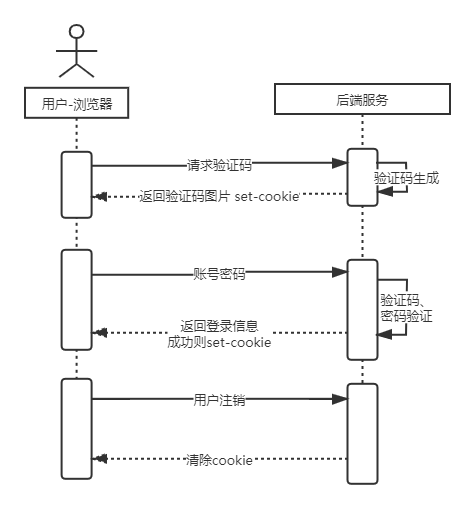 用户-浏览器
后端服务
请求验证码
验证码生成
返回验证码图片 set-cookie
账号密码
验证码、
密码验证
返回登录信息
成功则set-cookie
用户注销
清除cookie